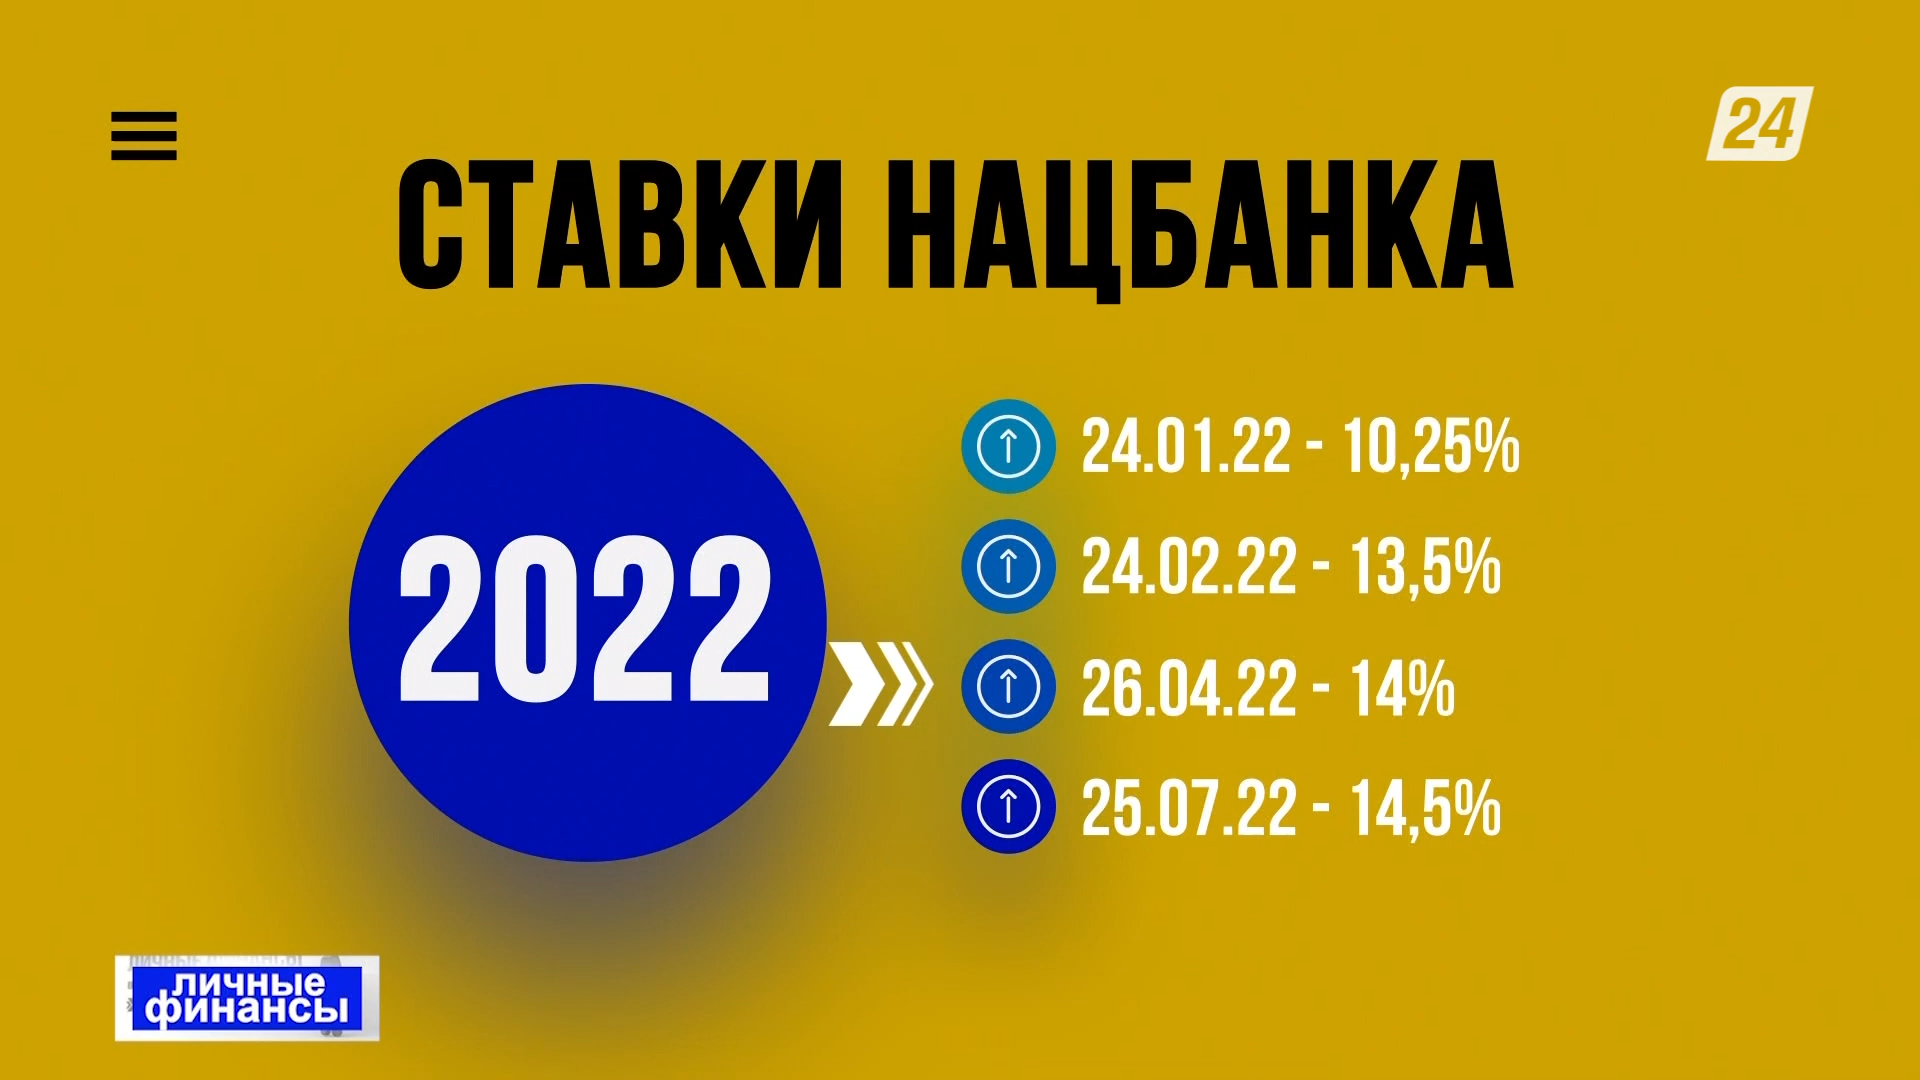 24
СТАВКИ НАЦБАНКА
2022
24.01.22 - 10,25%
24.02.22 - 13,5%
26.04.22 - 14%
25.07.22 - 14,5%
личные
финансы